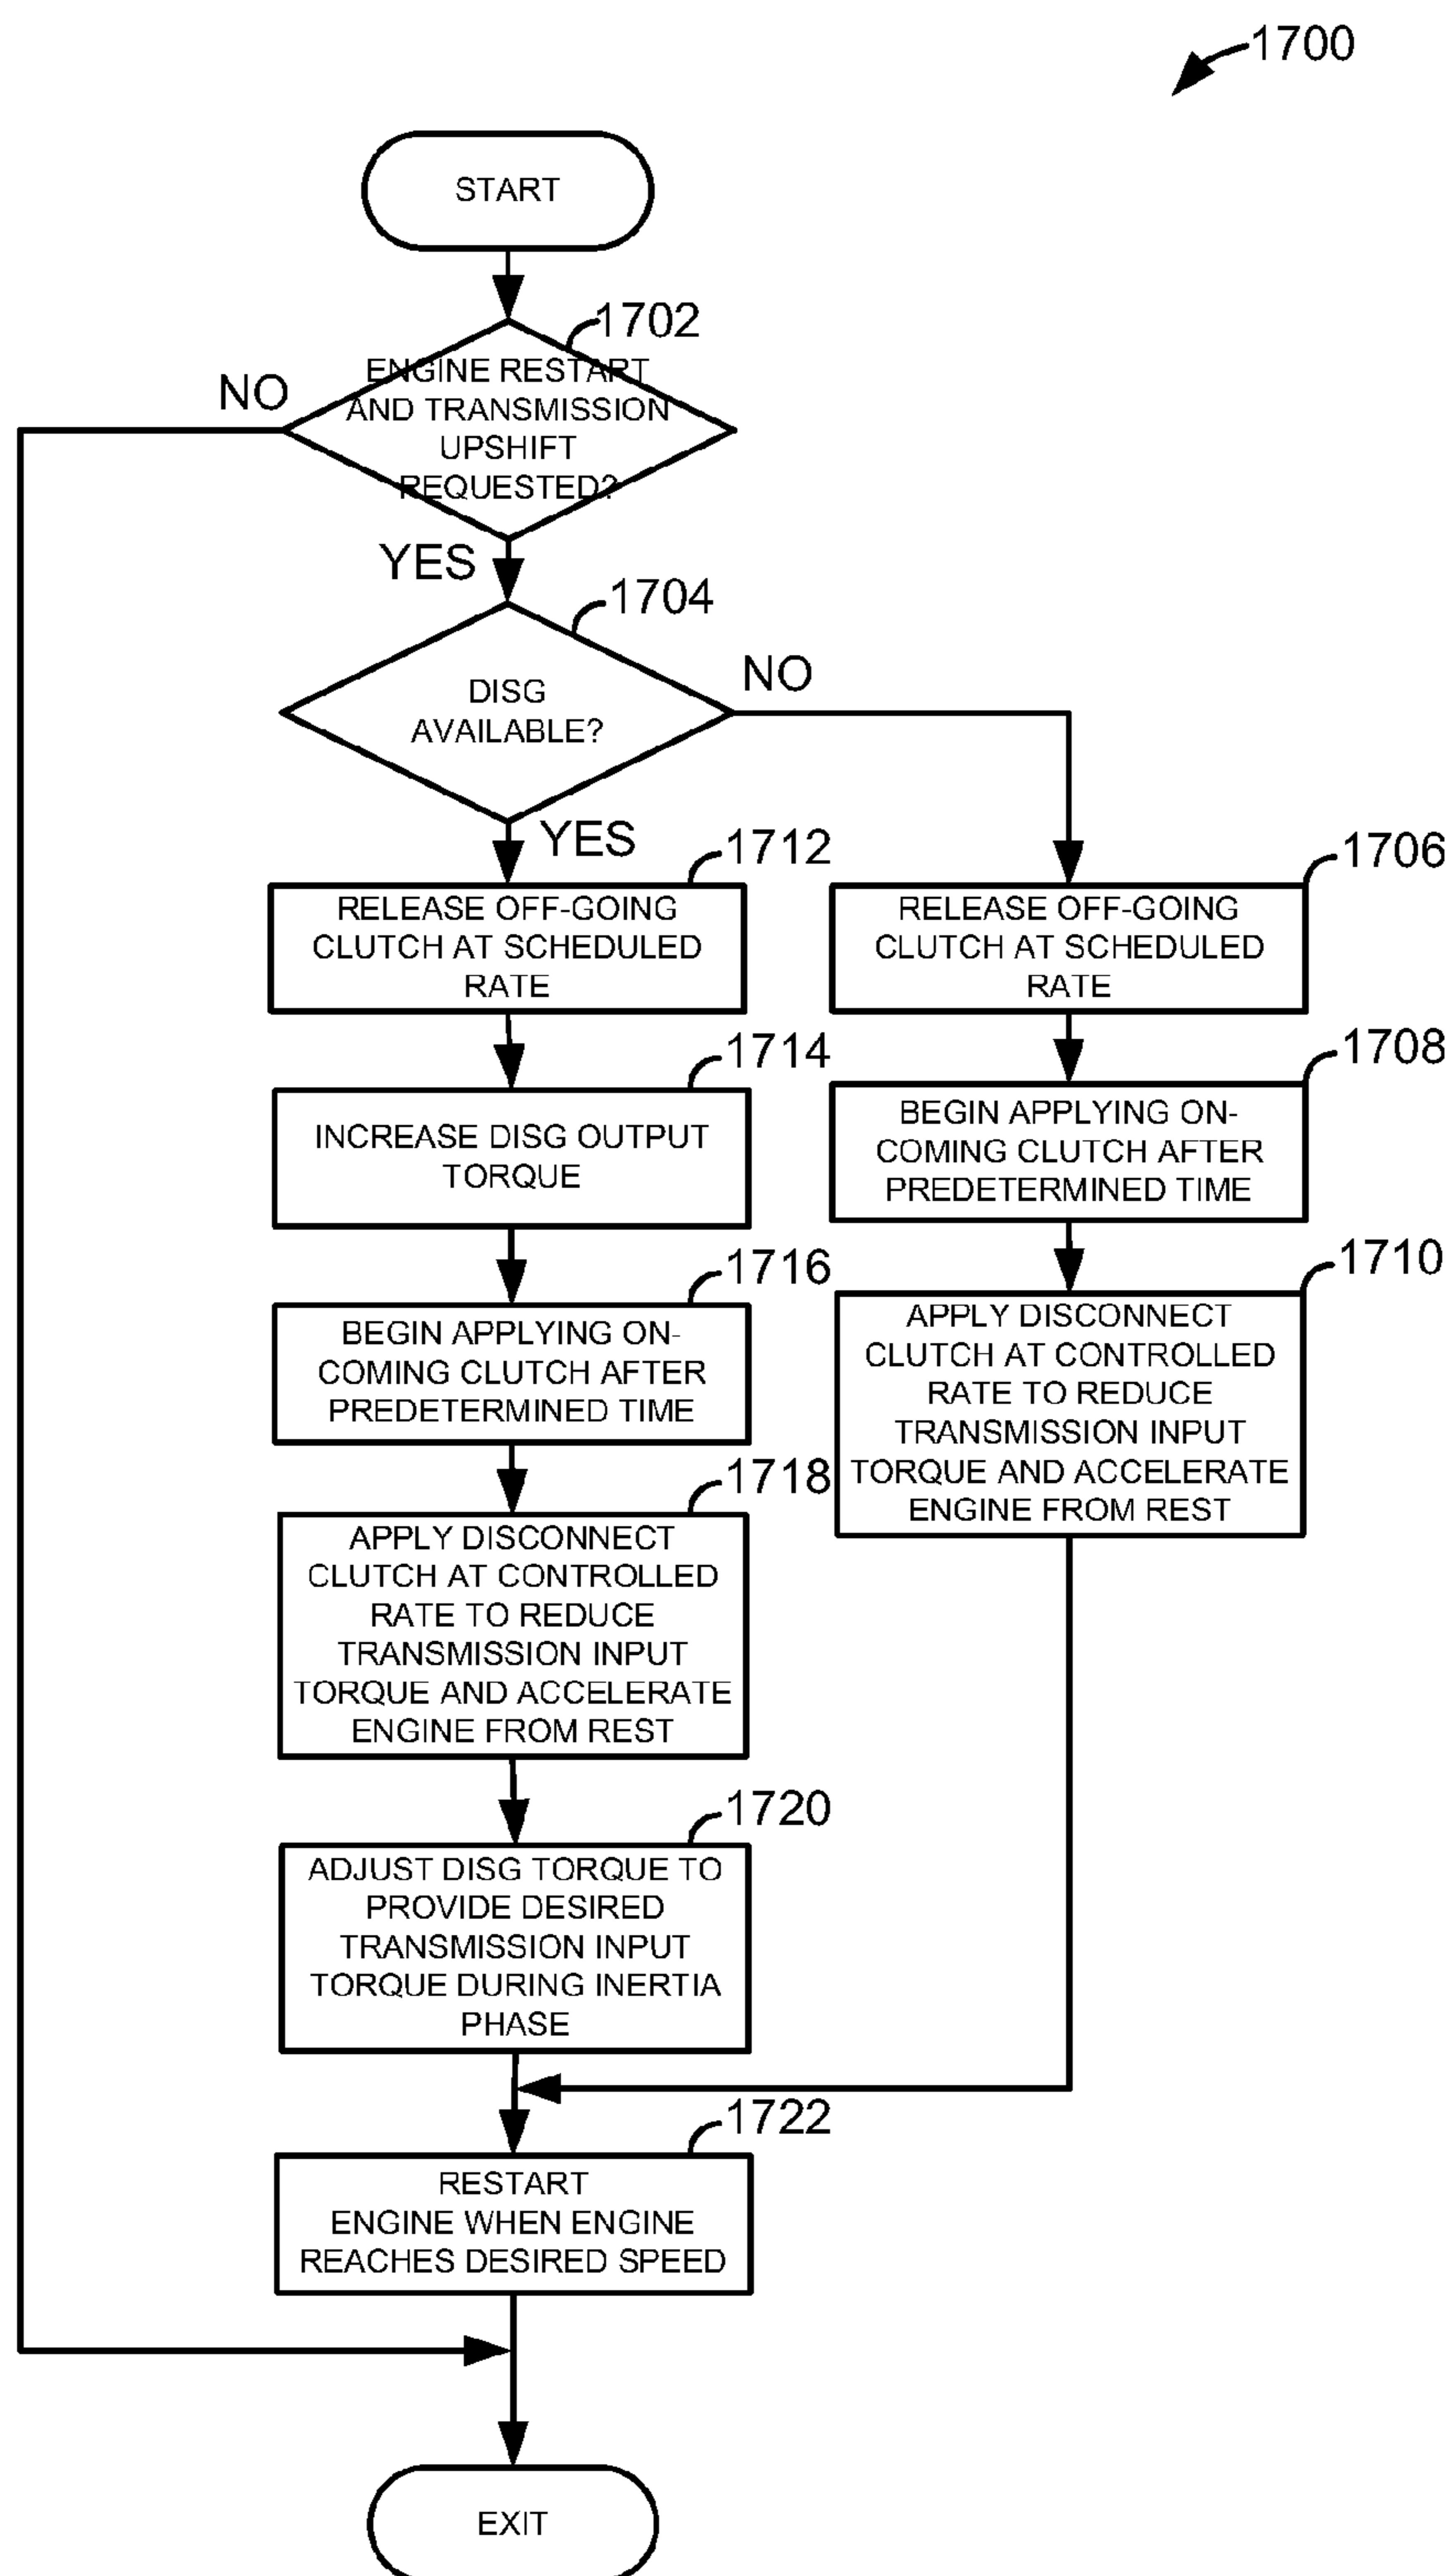 1700
START
1702
ENGINE RESTART
AND TRANSMISSION
UPSHIFT
REQUESTED?
NO
YES
1704
DISG
AVAILABLE?
NO
YES
1712
RELEASE OFF-GOING
CLUTCH AT SCHEDULED
RATE
1706
RELEASE OFF-GOING
CLUTCH AT SCHEDULED
RATE
1714
INCREASE DISG OUTPUT
TORQUE
1708
BEGIN APPLYING ON-
COMING CLUTCH AFTER
PREDETERMINED TIME
1716
BEGIN APPLYING ON-
COMING CLUTCH AFTER
PREDETERMINED TIME
1710
APPLY DISCONNECT
CLUTCH AT CONTROLLED
RATE TO REDUCE
TRANSMISSION INPUT
TORQUE AND ACCELERATE
ENGINE FROM REST
1718
APPLY DISCONNECT
CLUTCH AT CONTROLLED
RATE TO REDUCE
TRANSMISSION INPUT
TORQUE AND ACCELERATE
ENGINE FROM REST
1720
ADJUST DISG TORQUE TO
PROVIDE DESIRED
TRANSMISSION INPUT
TORQUE DURING INERTIA
PHASE
1722
RESTART
ENGINE WHEN ENGINE
REACHES DESIRED SPEED
EXIT